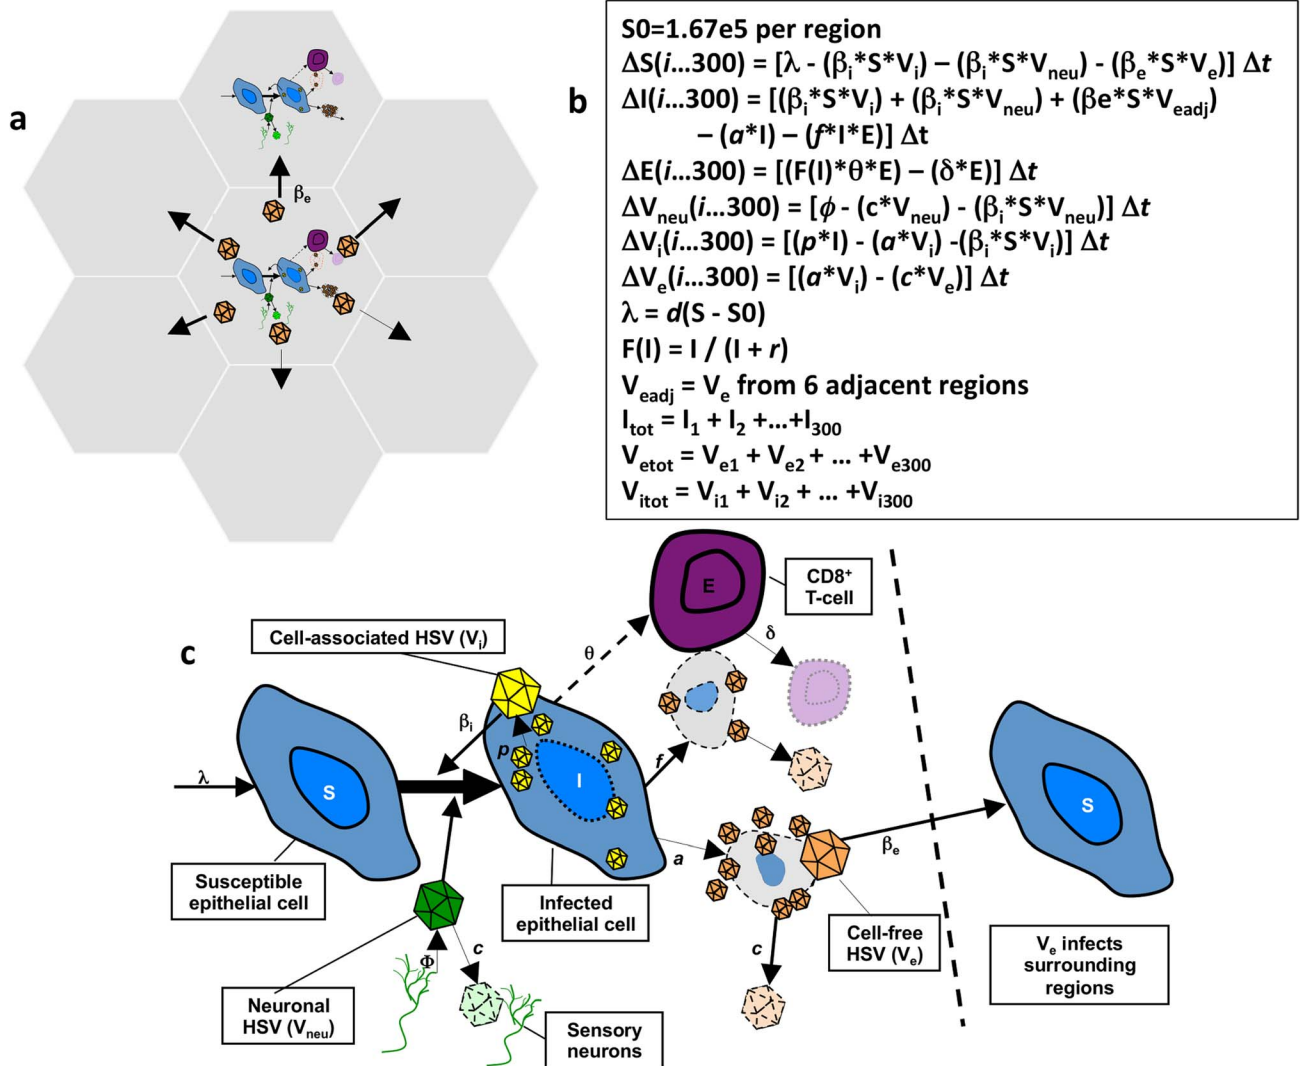 a
βe
b
S0=1.67e5 per region
ΔS(i...300) = [λ - (βi*S*Vi) – (βi*S*Vneu) - (βe*S*Ve)] Δt
ΔI(i...300) = [(βi*S*Vi) + (βi*S*Vneu) + (βe*S*Veadj)
– (a*I) – (f*I*E)] Δt
ΔE(i...300) = [(F(I)*θ*E) – (δ*E)] Δt
ΔVneu(i...300) = [ϕ - (c*Vneu) - (βi*S*Vneu)] Δt
ΔVi(i...300) = [(p*I) - (a*Vi) -(βi*S*Vi)] Δt
ΔVe(i...300) = [(a*Vi) - (c*Ve)] Δt
λ = d(S - S0)
F(I) = I / (I + r)
Veadj = Ve from 6 adjacent regions
Itot = I1 + I2 +...+I300
Vetot = Ve1 + Ve2 + ... +Ve300
Vitot = Vi1 + Vi2 + ... +Vi300
c
Cell-associated HSV (Vi)
θ
E
CD8+
T-cell
δ
λ
S
βi
p
I
f
a
βe
S
Susceptible
epithelial cell
Infected
epithelial cell
Cell-free
HSV (Ve)
Ve infects
surrounding
regions
Φ
c
c
Neuronal
HSV (Vneu)
Sensory
neurons